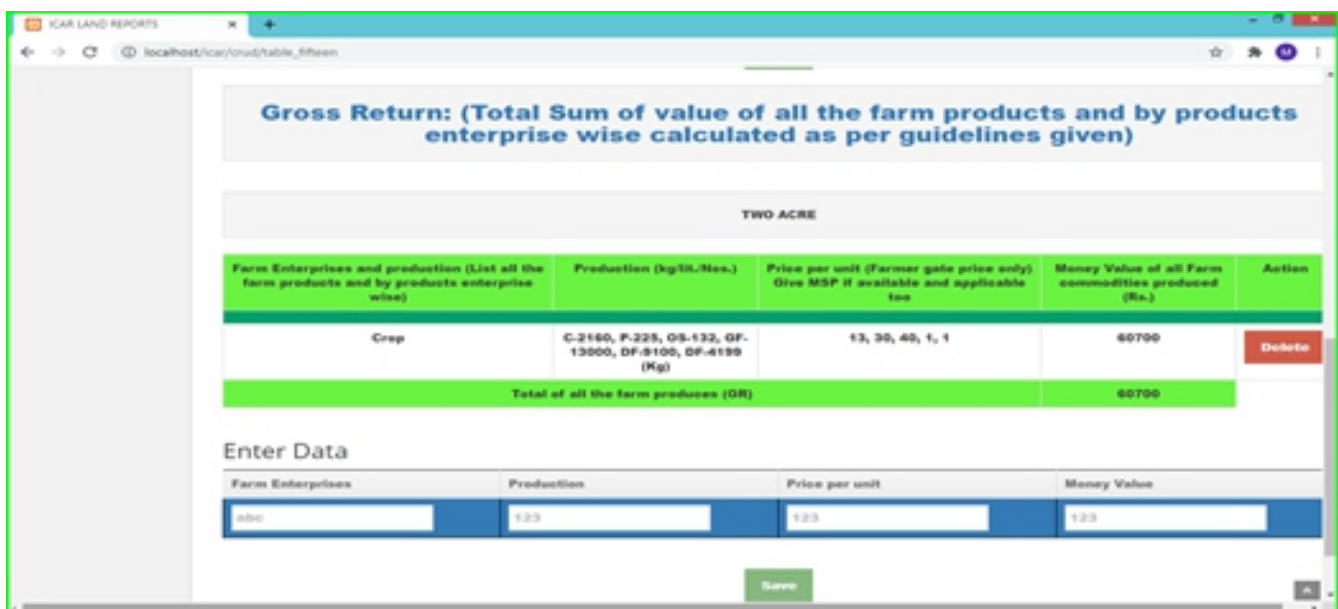 ICAR LAND REPORTS
localhost/icar/crud/table_fifteen
M
Gross Return: (Total Sum of value of all the farm products and by products
enterprise wise calculated as per guidelines given)
TWO ACRE
Farm Enterprises and production (List all the
farm products and by products enterprise
wise)
Production (kg/lit./Nos.)
Price per unit (Farmer gate price only)
Give MSP if available and applicable
too
Money Value of all Farm
commodities produced
(Rs.)
Action
Crop
C-2160, P-225, OS-132, GF-
13000, DF-5100, DF-4199
(Kg)
13, 30, 40, 1, 1
60700
Delete
Total of all the farm produces (GR)
60700
Enter Data
Farm Enterprises
Production
Price per unit
Money Value
abc
123
123
123
Save